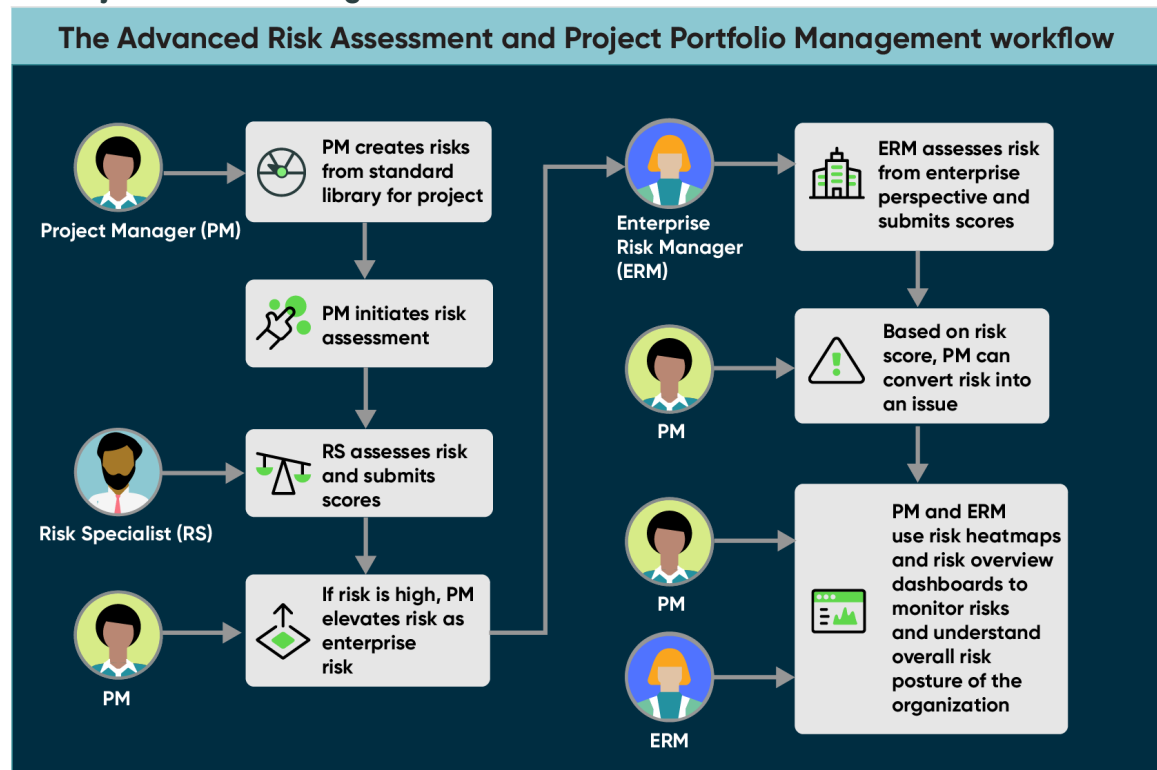 The Advanced Risk Assessment and Project Portfolio Management workflow
PM creates risks
from standard
library for project
Project Manager (PM)
PM initiates risk
assessment
RS assesses risk
and submits
scores
Risk Specialist (RS)
If risk is high, PM
elevates risk as
enterprise
risk
PM
Enterprise
Risk Manager
(ERM)
ERM assesses risk
from enterprise
perspective and
submits scores
Based on risk
score, PM can
convert risk into
an issue
PM
PM and ERM
use risk heatmaps
and risk overview
dashboards to
monitor risks
and understand
overall risk
posture of the
organization
PM
ERM